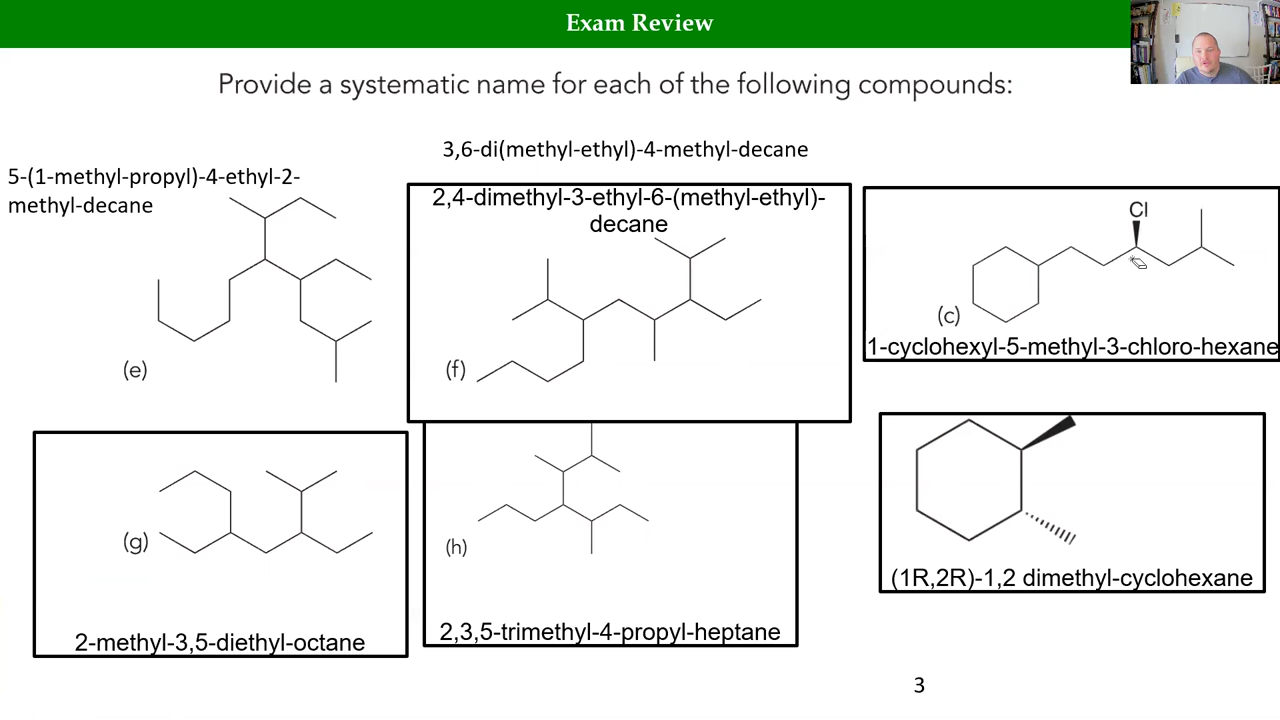 Exam Review
Provide a systematic name for each of the following compounds:
3,6-di(methyl-ethyl)-4-methyl-decane
5-(1-methyl-propyl)-4-ethyl-2-
methyl-decane
(e)
2,4-dimethyl-3-ethyl-6-(methyl-ethyl)-
decane
(f)
Cl
(c)
1-cyclohexyl-5-methyl-3-chloro-hexane
(g)
2-methyl-3,5-diethyl-octane
(h)
2,3,5-trimethyl-4-propyl-heptane
(1R,2R)-1,2 dimethyl-cyclohexane
3